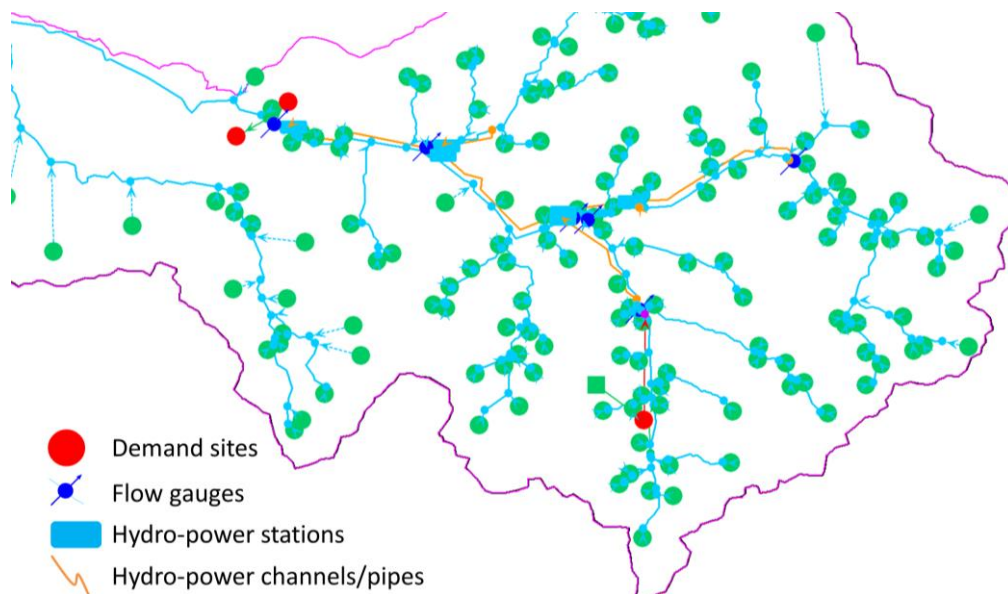 Demand sites
Flow gauges
Hydro-power stations
Hydro-power channels/pipes